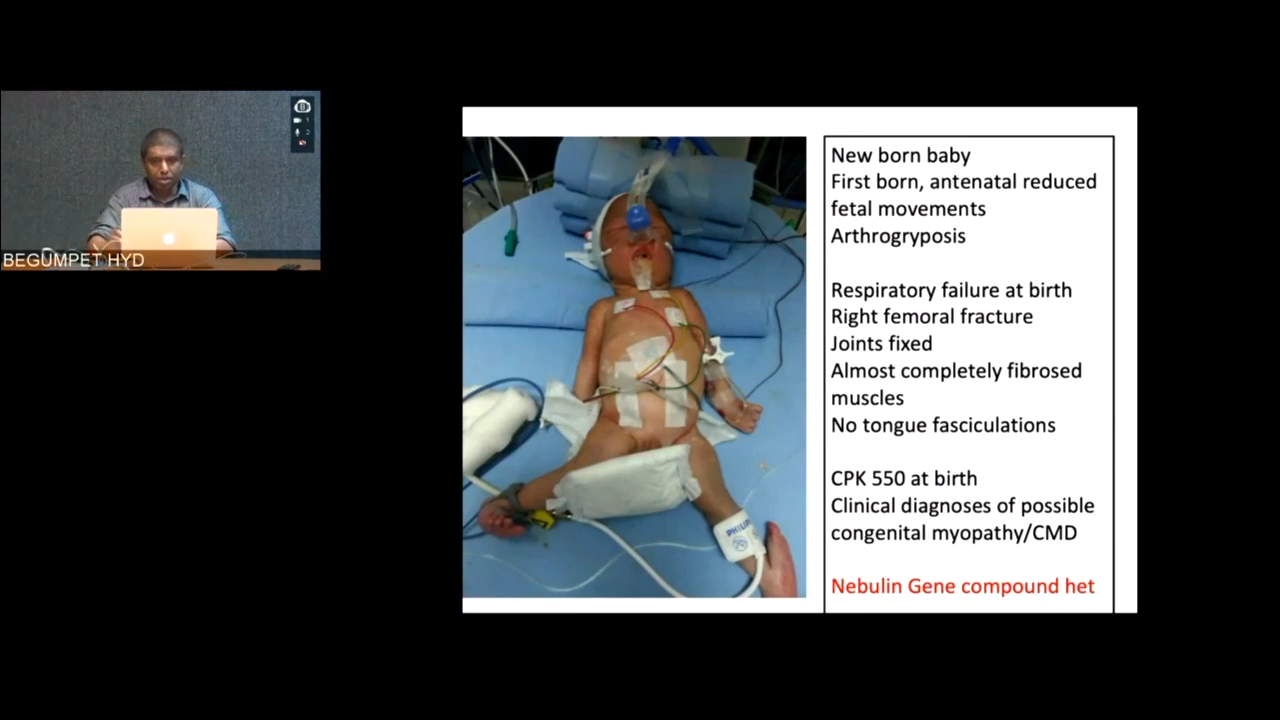 BEGUMPET HYD
New born baby
First born, antenatal reduced
fetal movements
Arthrogryposis
Respiratory failure at birth
Right femoral fracture
Joints fixed
Almost completely fibrosed
muscles
No tongue fasciculations
CPK 550 at birth
Clinical diagnoses of possible
congenital myopathy/CMD
Nebulin Gene compound het
PHILIPS